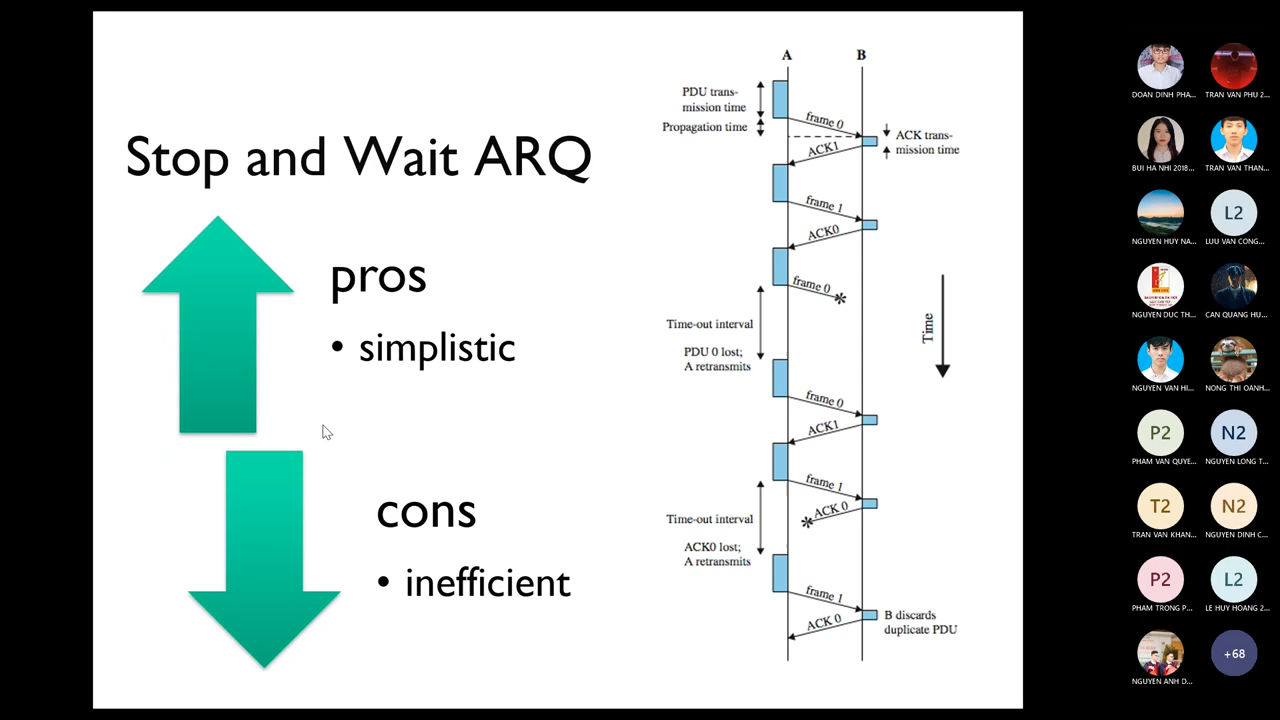 Stop and Wait ARQ
pros
• simplistic
cons
• inefficient
A
B
PDU trans-
mission time
Propagation time
frame 0
ACK trans-
mission time
ACK1
frame 1
ACK0
frame 0
Time-out interval
PDU 0 lost;
A retransmits
Time
frame 0
ACK1
frame 1
ACK 0
Time-out interval
ACK0 lost;
A retransmits
frame 1
B discards
duplicate PDU
ACK 0
DOAN DINH PHA...
TRAN VAN PHU 2...
BUI HA NHI 2018...
TRAN VAN THAN...
L2
NGUYEN HUY NA...
LUU VAN CONG...
NGUYEN DUC TH...
CAN QUANG HU...
NGUYEN VAN HI...
NONG THI OANH...
P2
N2
PHAM VAN QUYE...
NGUYEN LONG T...
T2
N2
TRAN VAN KHAN...
NGUYEN DINH C...
P2
L2
PHAM TRONG P...
LE HUY HOANG 2...
+68
NGUYEN ANH D...